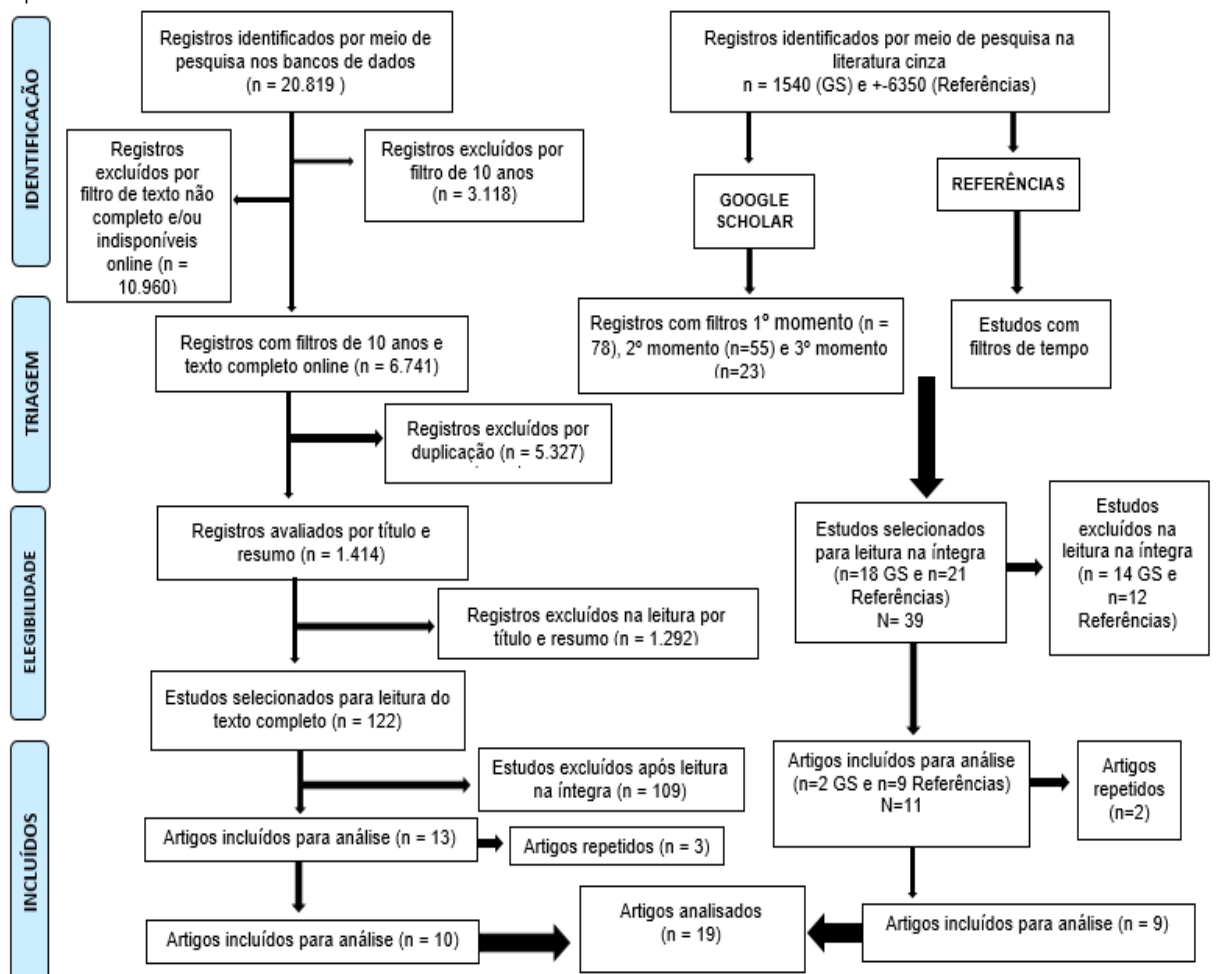 IDENTIFICAÇÃO
Registros identificados por meio de
pesquisa nos bancos de dados
(n = 20.819 )
Registros identificados por meio de pesquisa na
literatura cinza
n = 1540 (GS) e +-6350 (Referências)
Registros
excluídos por
filtro de texto não
completo e/ou
indisponíveis
online (n =
10.960)
Registros excluídos por
filtro de 10 anos
(n = 3.118)
GOOGLE
SCHOLAR
REFERÊNCIAS
TRIAGEM
Registros com filtros de 10 anos e
texto completo online (n = 6.741)
Registros com filtros 1º momento (n =
78), 2º momento (n=55) e 3º momento
(n=23)
Estudos com
filtros de tempo
Registros excluídos por
duplicação (n = 5.327)
ELEGIBILIDADE
Registros avaliados por título e
resumo (n = 1.414)
Estudos selecionados
para leitura na íntegra
(n=18 GS e n=21
Referências)
N= 39
Estudos
excluídos na
leitura na íntegra
(n = 14 GS e
n=12
Referências)
Registros excluídos na leitura por
título e resumo (n = 1.292)
Estudos selecionados para leitura do
texto completo (n = 122)
INCLUÍDOS
Estudos excluídos após leitura
na íntegra (n = 109)
Artigos incluídos para análise
(n=2 GS e n=9 Referências)
N=11
Artigos
repetidos
(n=2)
Artigos incluídos para análise (n = 13)
Artigos repetidos (n = 3)
Artigos incluídos para análise (n = 10)
Artigos analisados
(n = 19)
Artigos incluídos para análise (n = 9)